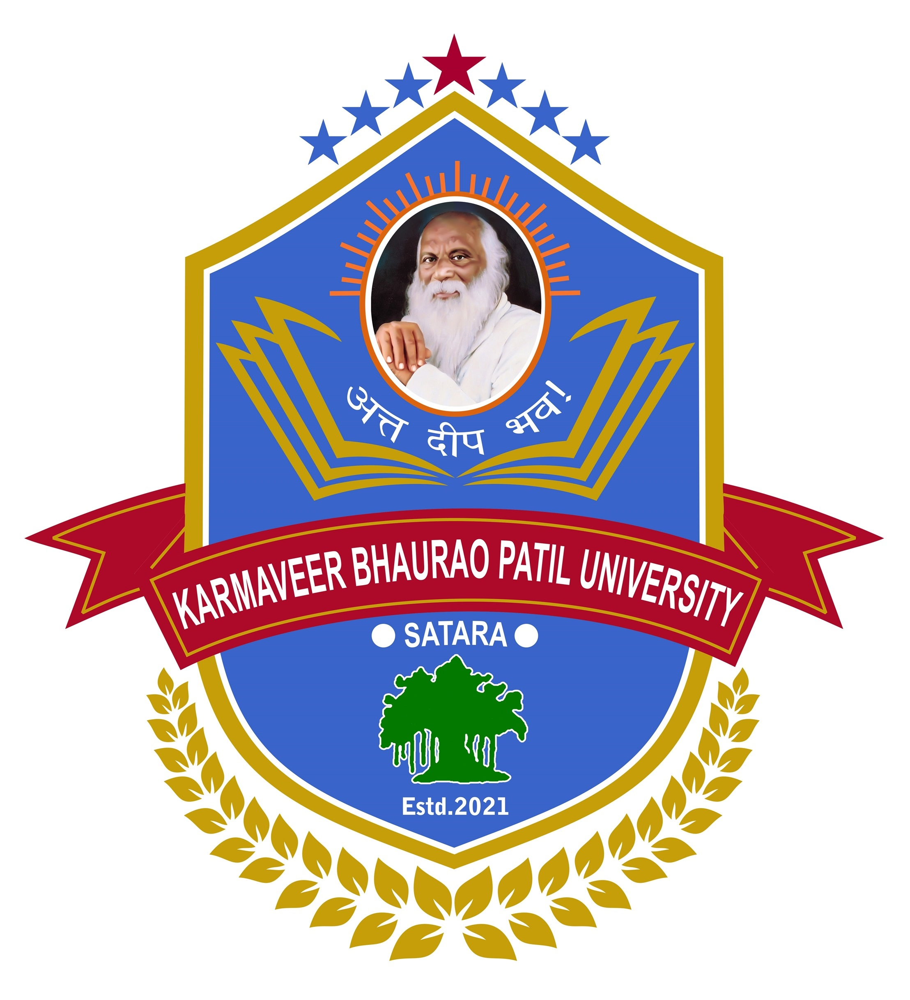 अत्त दीप भव!
KARMAVEER BHAURAO PATIL UNIVERSITY
SATARA
Estd.2021